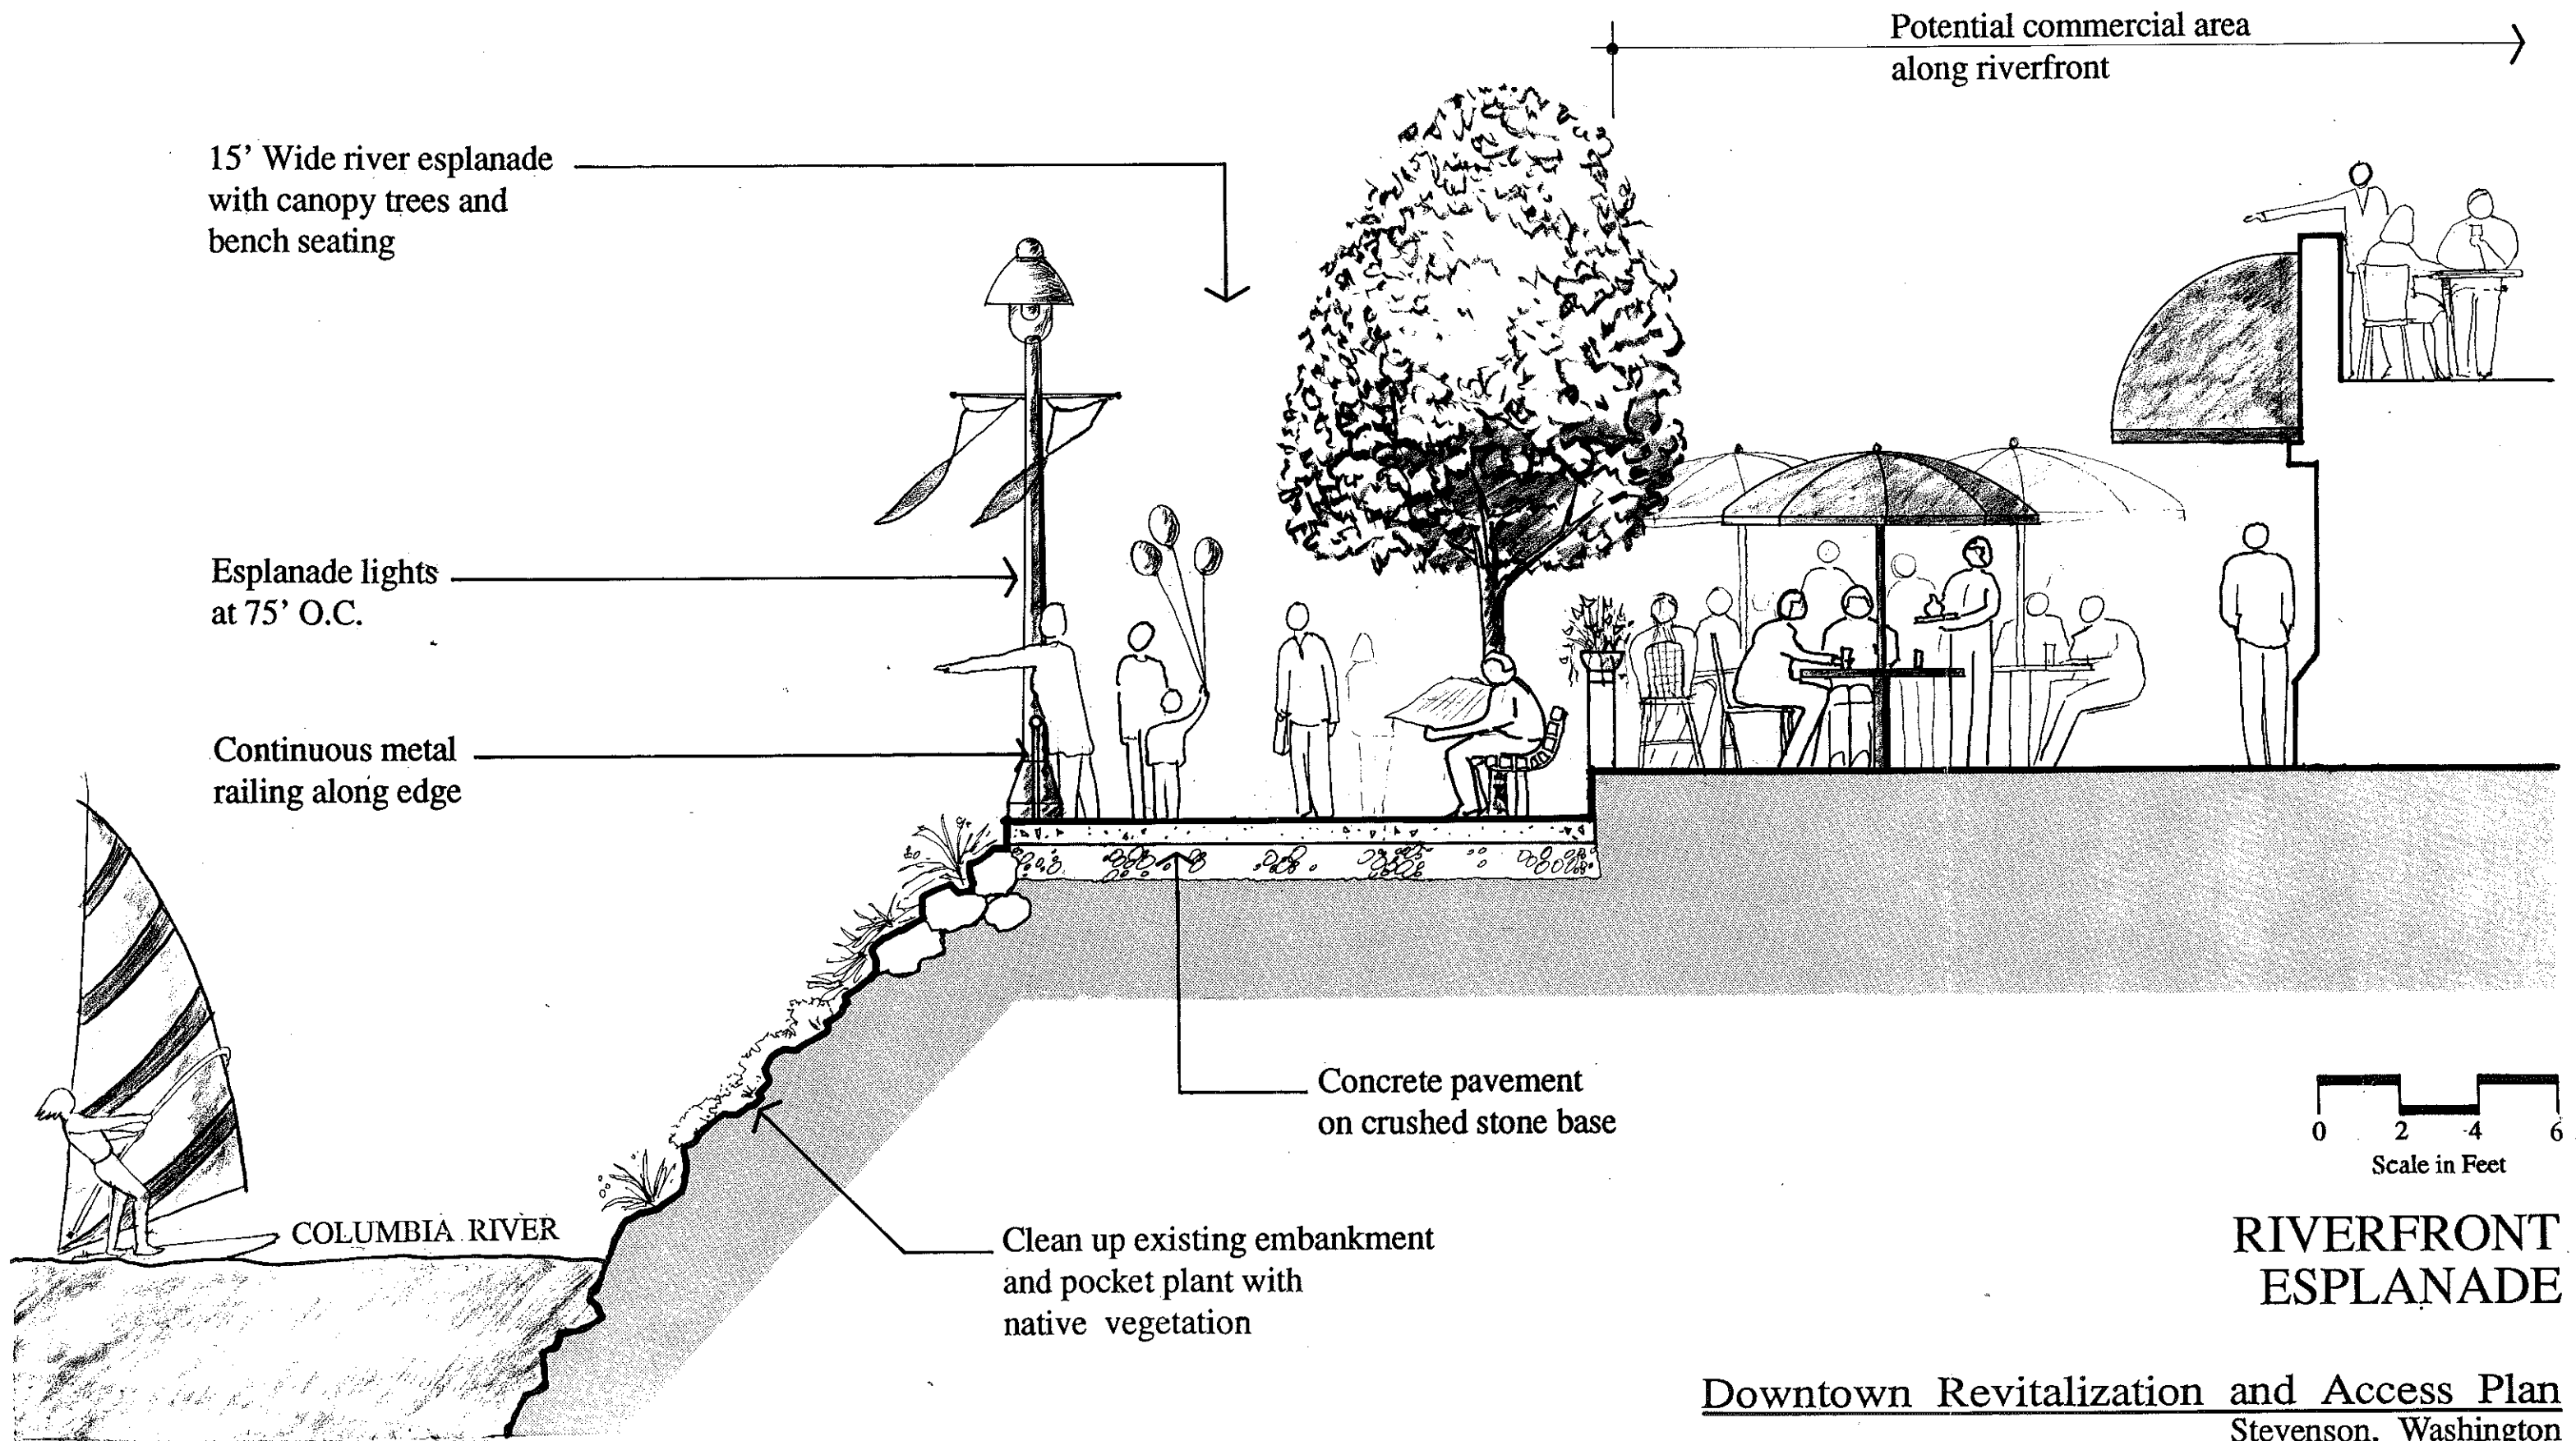 Potential commercial area
along riverfront
15’ Wide river esplanade
with canopy trees and
bench seating
Esplanade lights
at 75’ O.C.
Continuous metal
railing along edge
COLUMBIA RIVER
Concrete pavement
on crushed stone base
Clean up existing embankment
and pocket plant with
native vegetation
0 2 4 6
Scale in Feet
RIVERFRONT
ESPLANADE
Downtown Revitalization and Access Plan
Stevenson, Washington